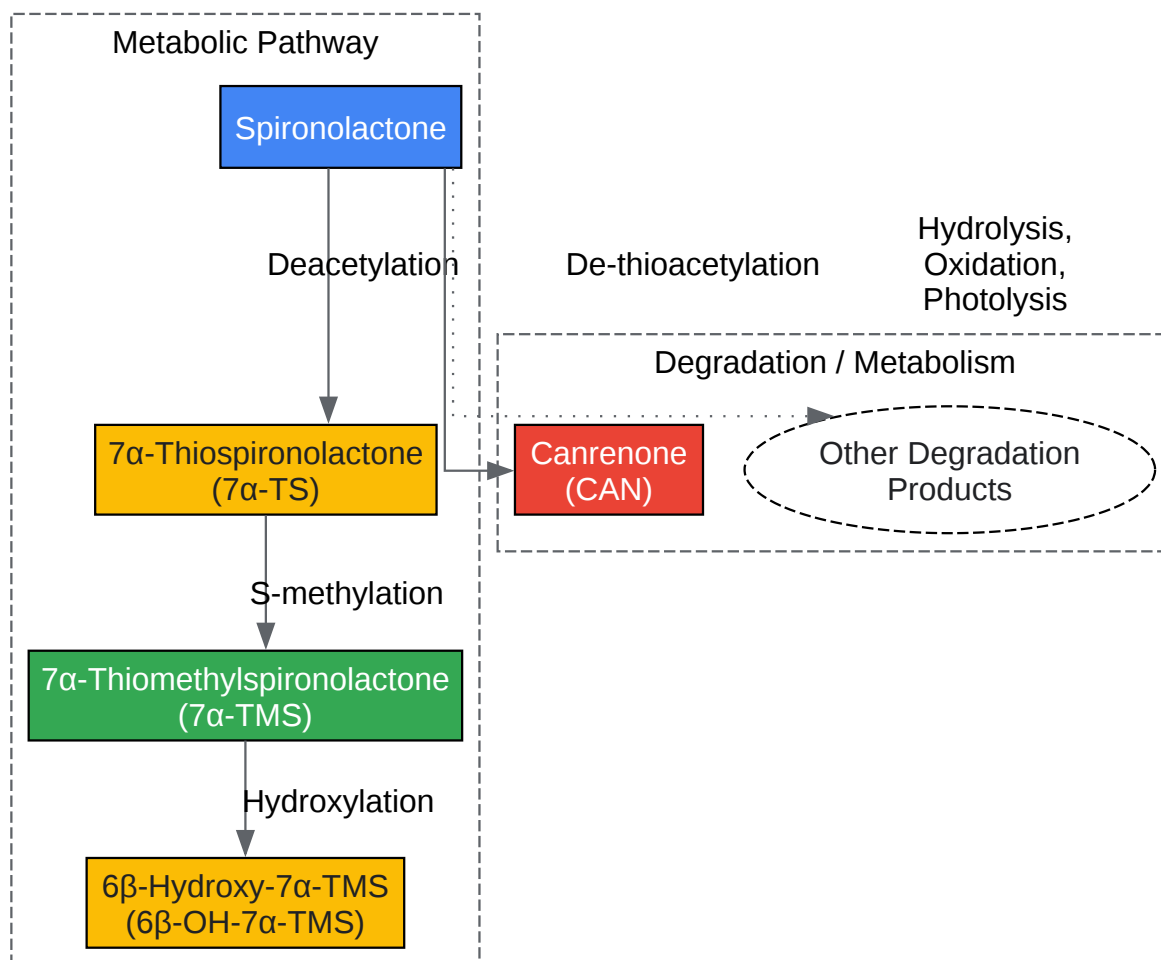 Metabolic Pathway
Spironolactone
Deacetylation
De-thioacetylation
Hydrolysis,
Oxidation,
Photolysis
Degradation / Metabolism
7α-Thiospironolactone
(7α-TS)
Canrenone
(CAN)
Other Degradation
Products
S-methylation
7α-Thiomethylspironolactone
(7α-TMS)
Hydroxylation
6β-Hydroxy-7α-TMS
(6β-OH-7α-TMS)